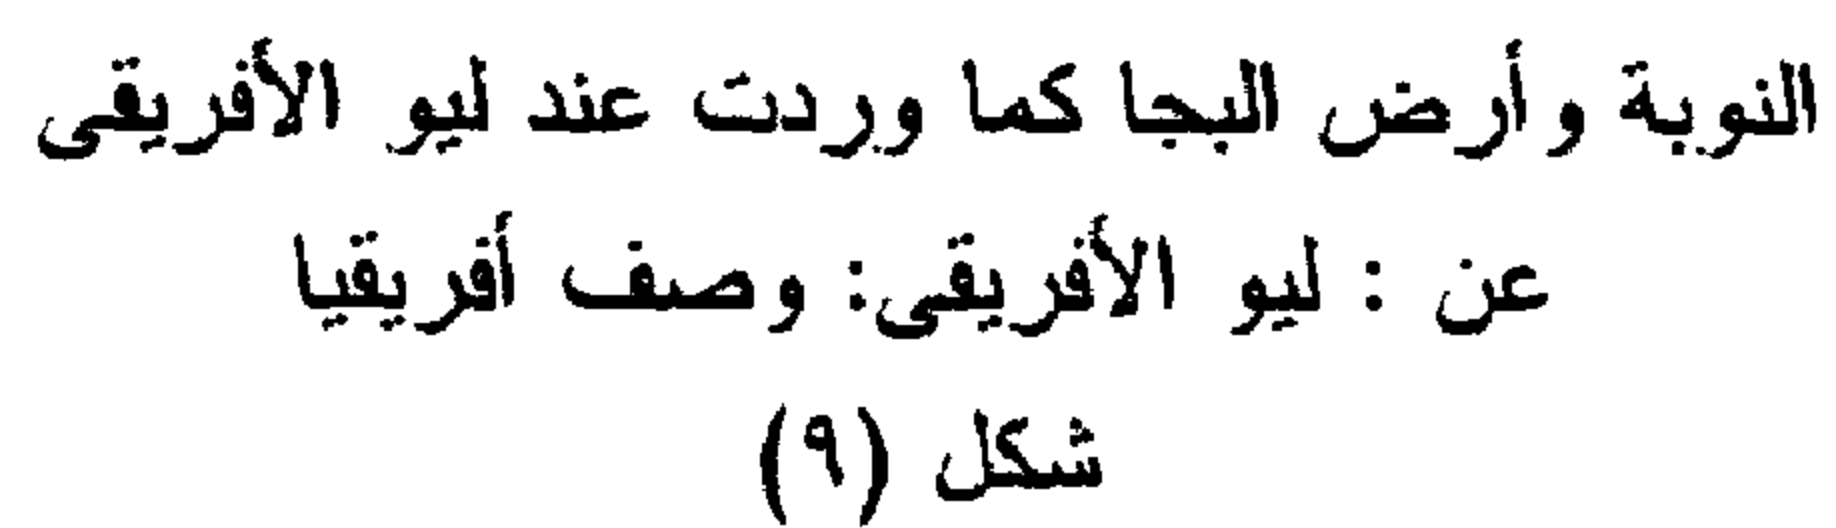 النوبة وأرض البجا كما وردت عند ليو الأفريقى
عن : ليو الأفريقى: وصف أفريقيا
شكل (٩)